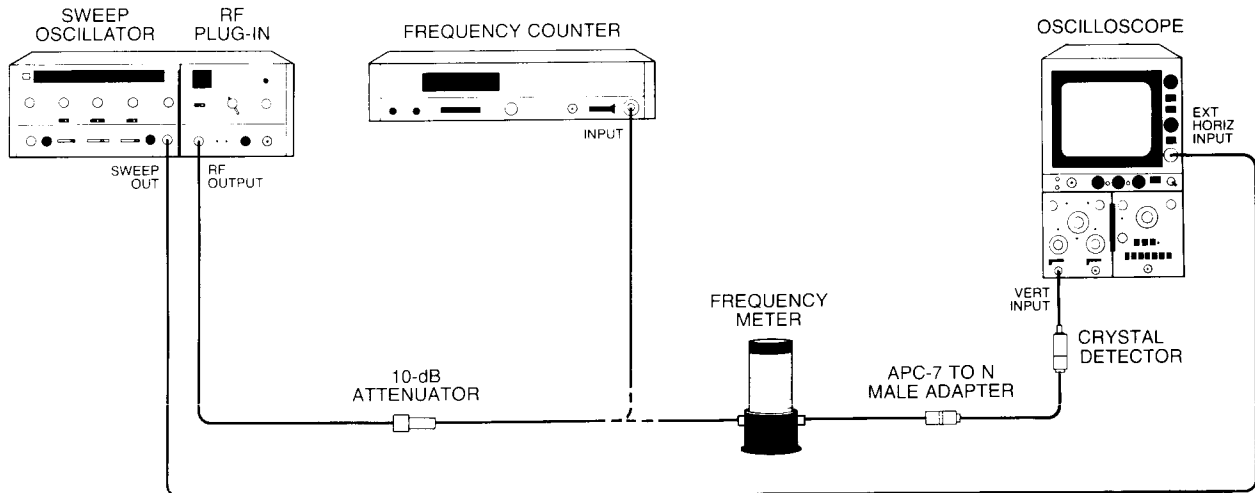 SWEEP
OSCILLATOR
RF
PLUG-IN
FREQUENCY COUNTER
OSCILLOSCOPE
INPUT
EXT
HORIZ
INPUT
SWEEP
OUT
RF
OUTPUT
VERT
INPUT
FREQUENCY
METER
CRYSTAL
DETECTOR
10-dB
ATTENUATOR
APC-7 TO N
MALE ADAPTER